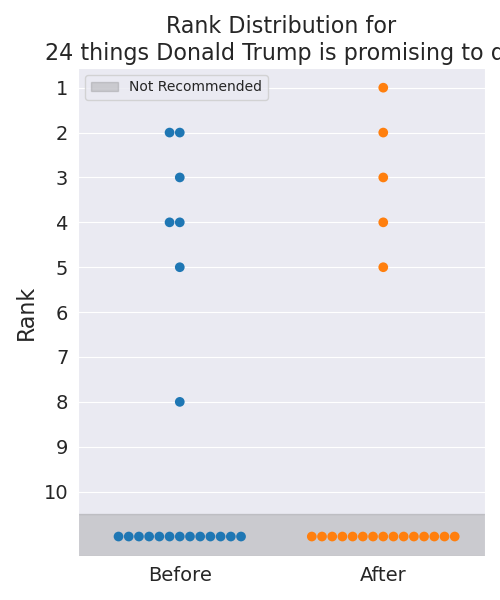 Rank Distribution for
24 things Donald Trump is promising to d
Not Recommended
1
2
3
4
5
6
7
8
9
10
Rank
Before
After